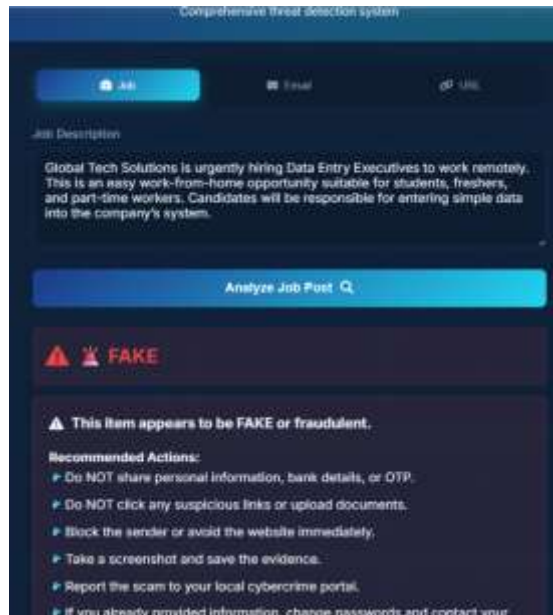 Comprehensive threat detection system
Job
Email
URL
Job Description
Global Tech Solutions is urgently hiring Data Entry Executives to work remotely.
This is an easy work-from-home opportunity suitable for students, freshers,
and part-time workers. Candidates will be responsible for entering simple data
into the company's system.
Analyze Job Post
FAKE
This item appears to be FAKE or fraudulent.
Recommended Actions:
Do NOT share personal information, bank details, or OTP.
Do NOT click any suspicious links or upload documents.
Block the sender or avoid the website immediately.
Take a screenshot and save the evidence.
Report the scam to your local cybercrime portal.
If you already provided information, change passwords and contact your